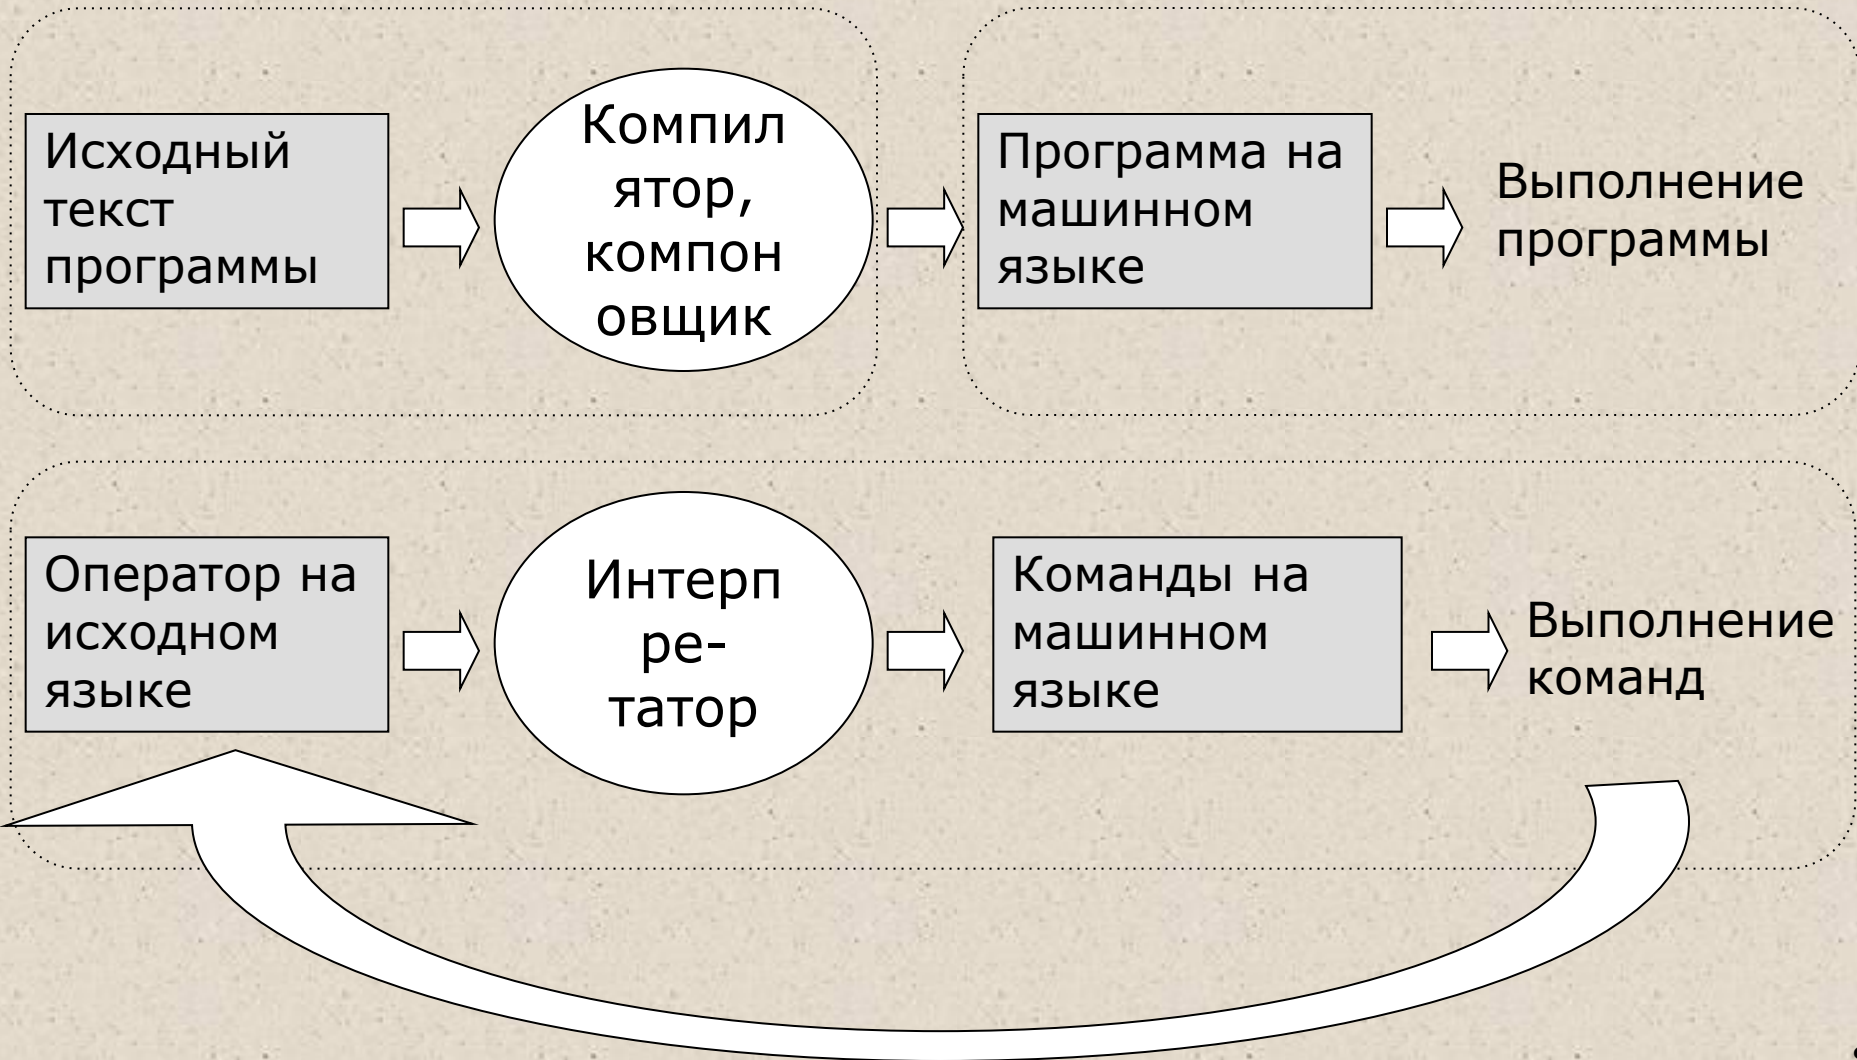 Исходный
текст
программы
Компил
ятор,
компон
овщик
Программа на
машинном
языке
Выполнение
программы
Оператор на
исходном
языке
Интерп
ре-
татор
Команды на
машинном
языке
Выполнение
команд